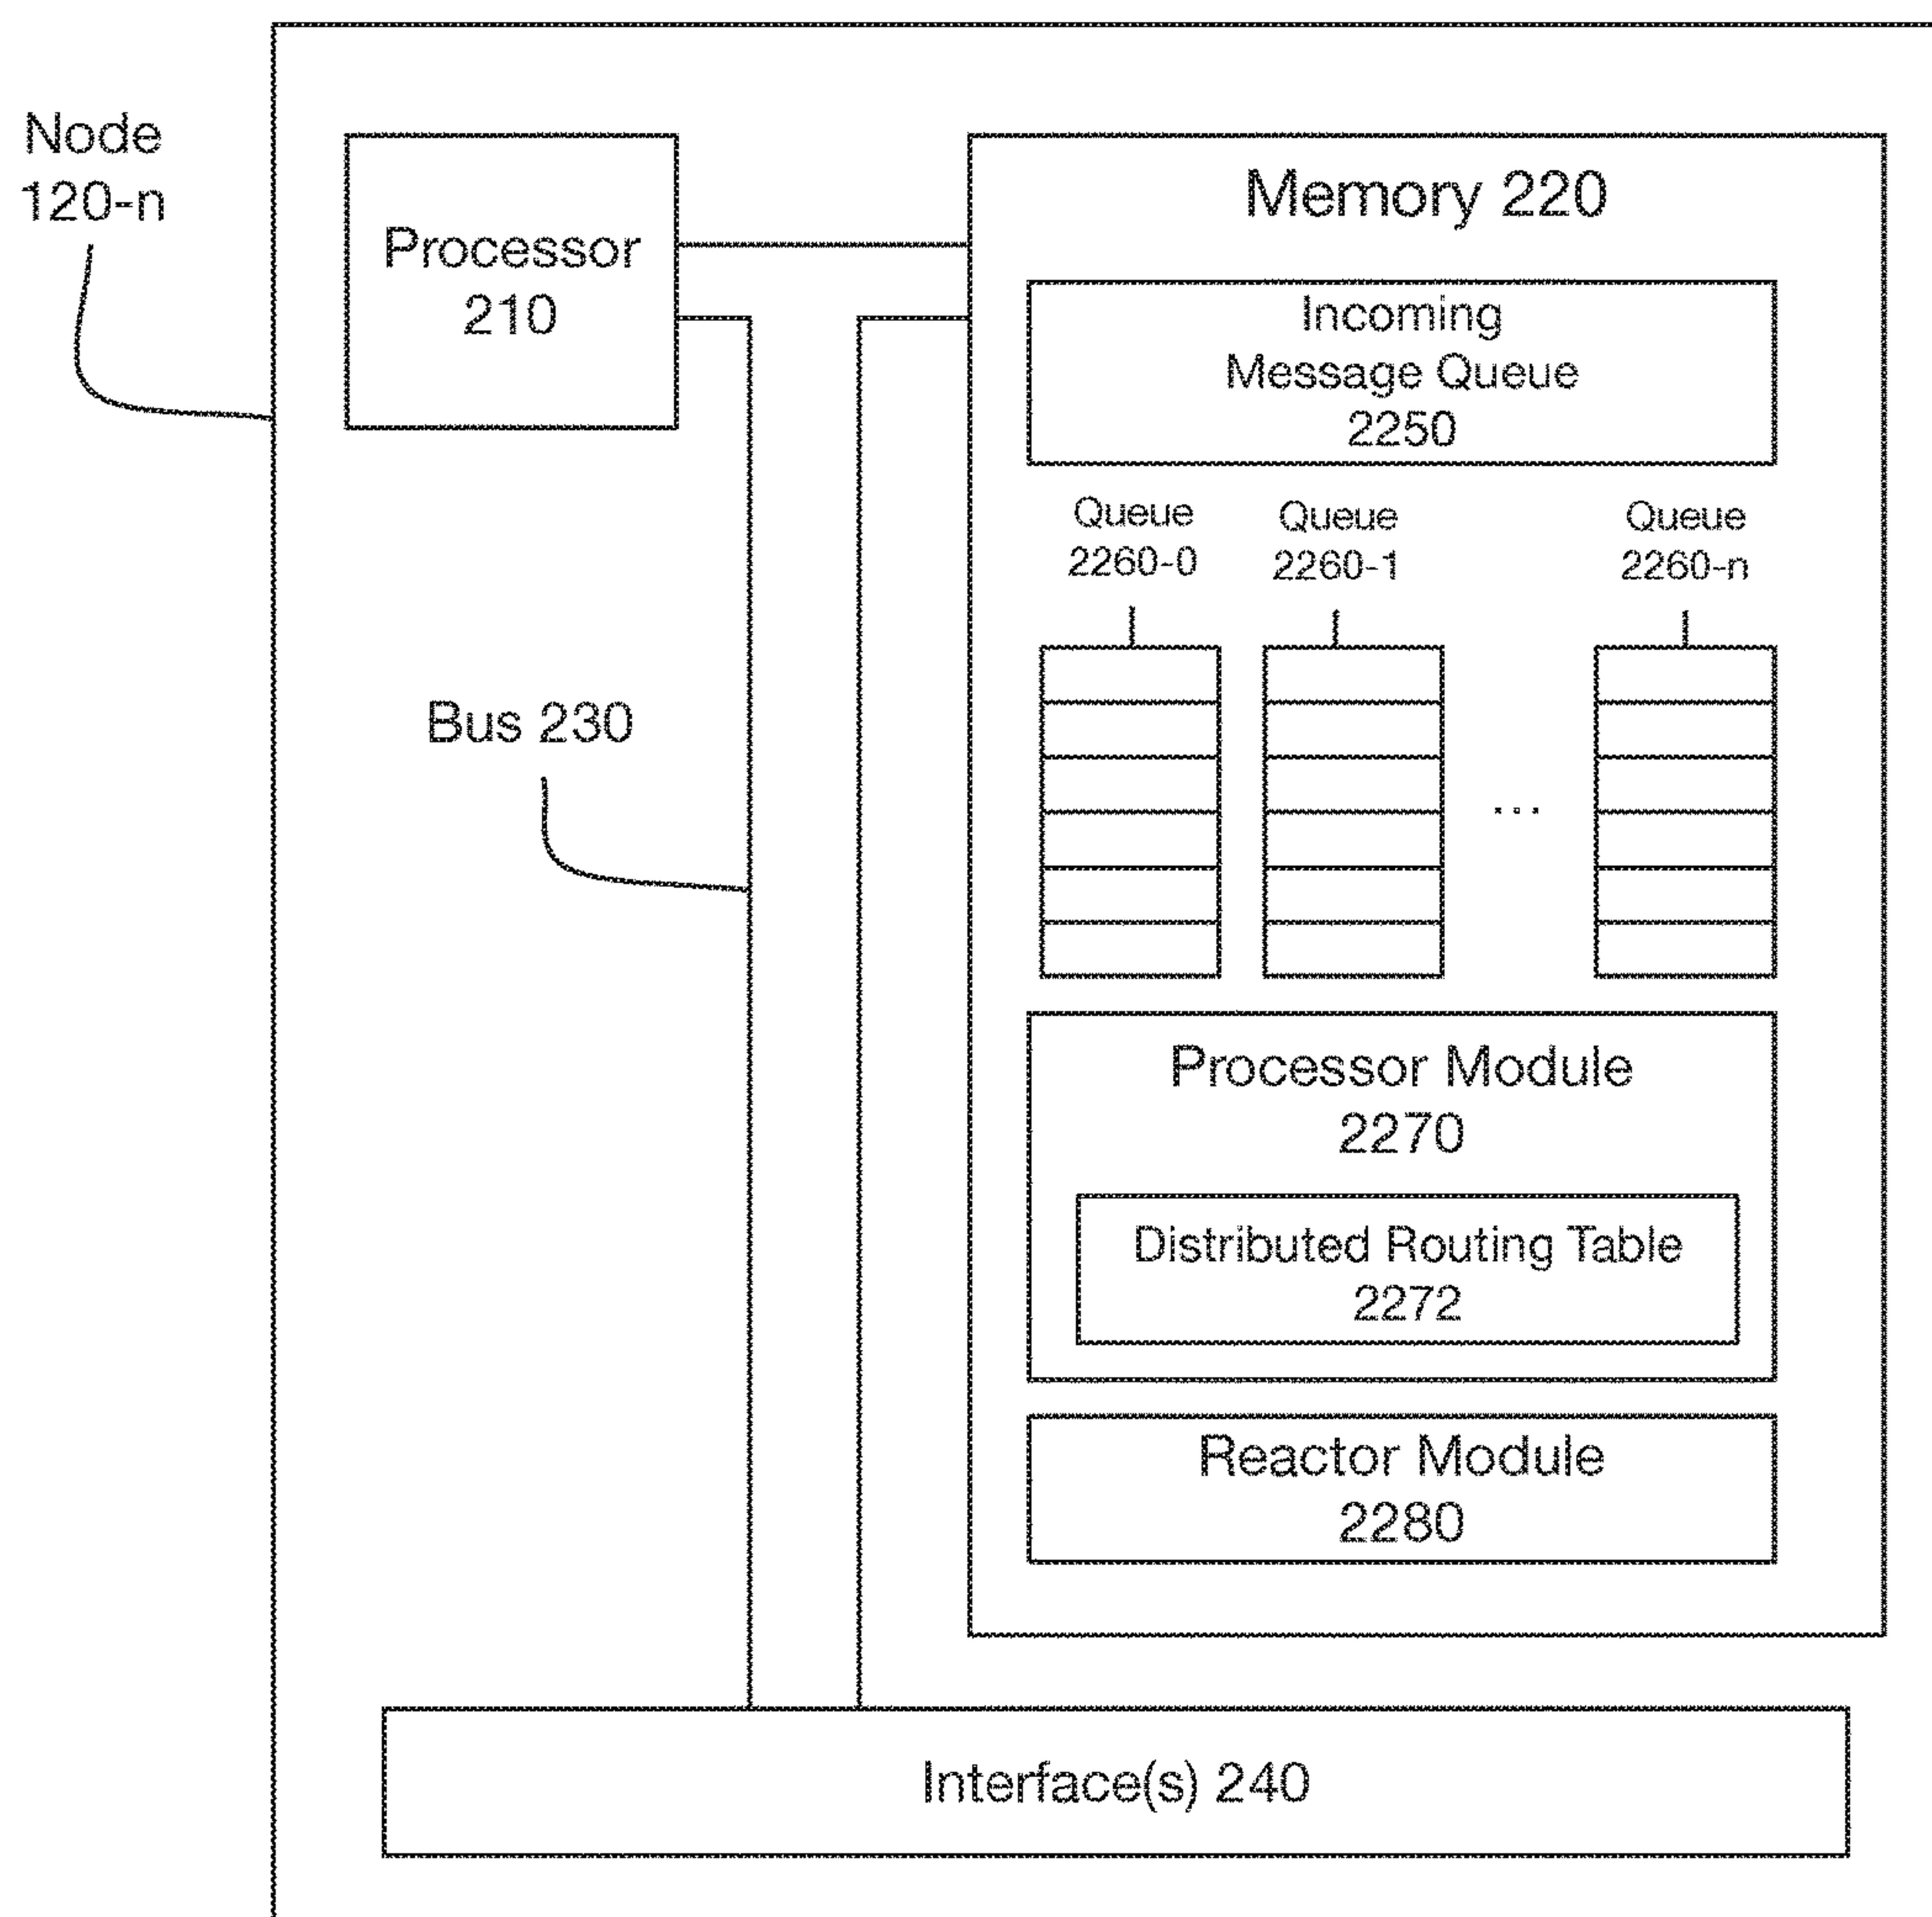 Node
120-n
Processor
210
Memory 220
Incoming
Message Queue
2250
Queue
2260-0
Queue
2260-1
Queue
2260-n
...
Bus 230
Processor Module
2270
Distributed Routing Table
2272
Reactor Module
2280
Interface(s) 240